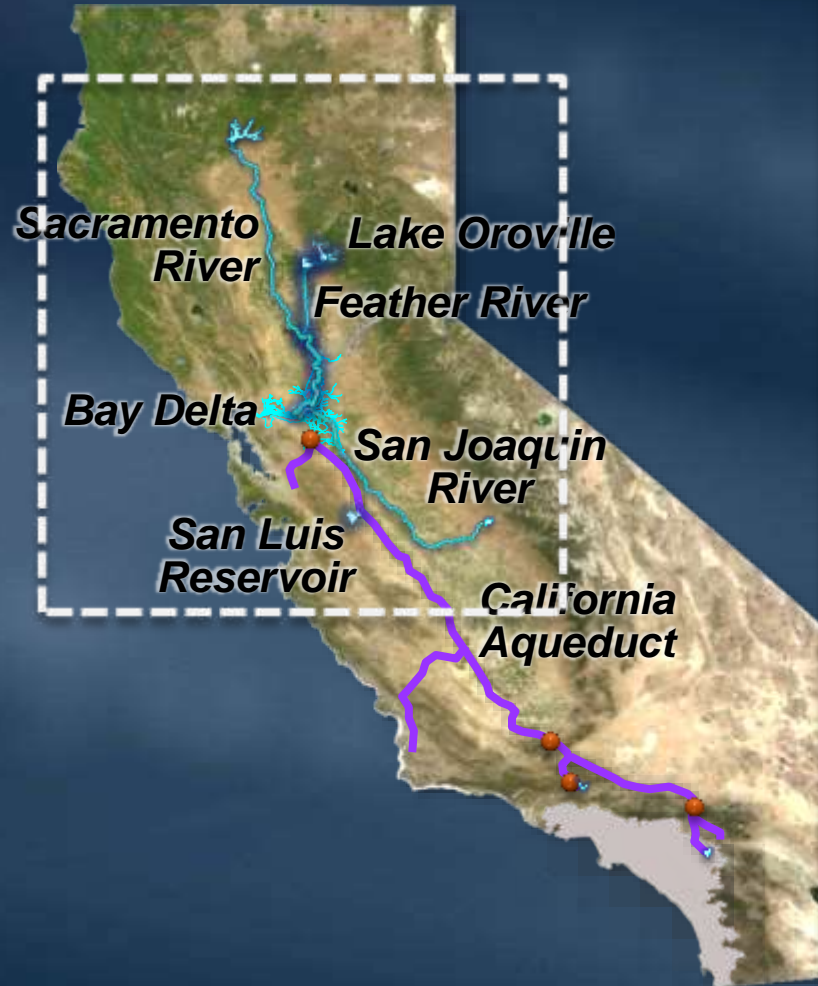 Sacramento
River
Lake Oroville
Feather River
Bay Delta
San Joaquin
River
San Luis
Reservoir
California
Aqueduct